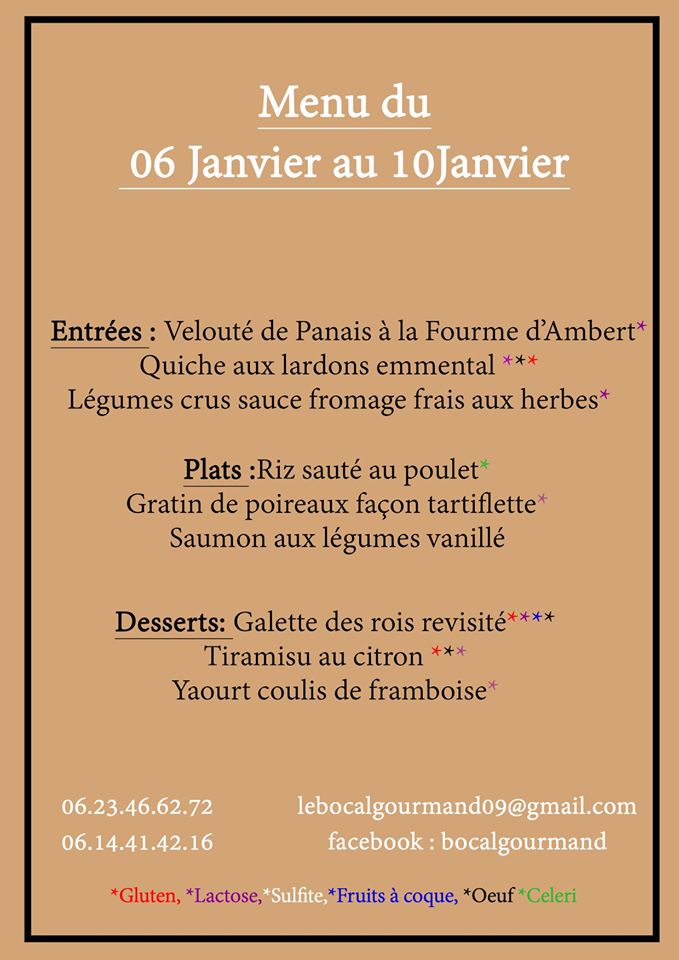 Menu du
06 Janvier au 10Janvier
Entrées : Velouté de Panais à la Fourme d'Ambert*
Quiche aux lardons emmental ***
Légumes crus sauce fromage frais aux herbes*
Plats :Riz sauté au poulet*
Gratin de poireaux façon tartiflette*
Saumon aux légumes vanillé
Desserts: Galette des rois revisité****
Tiramisu au citron ***
Yaourt coulis de framboise*
06.23.46.62.72 lebocalgourmand09@gmail.com
06.14.41.42.16 facebook : bocalgourmand
*Gluten, *Lactose,*Sulfite,*Fruits à coque, *Oeuf *Celeri